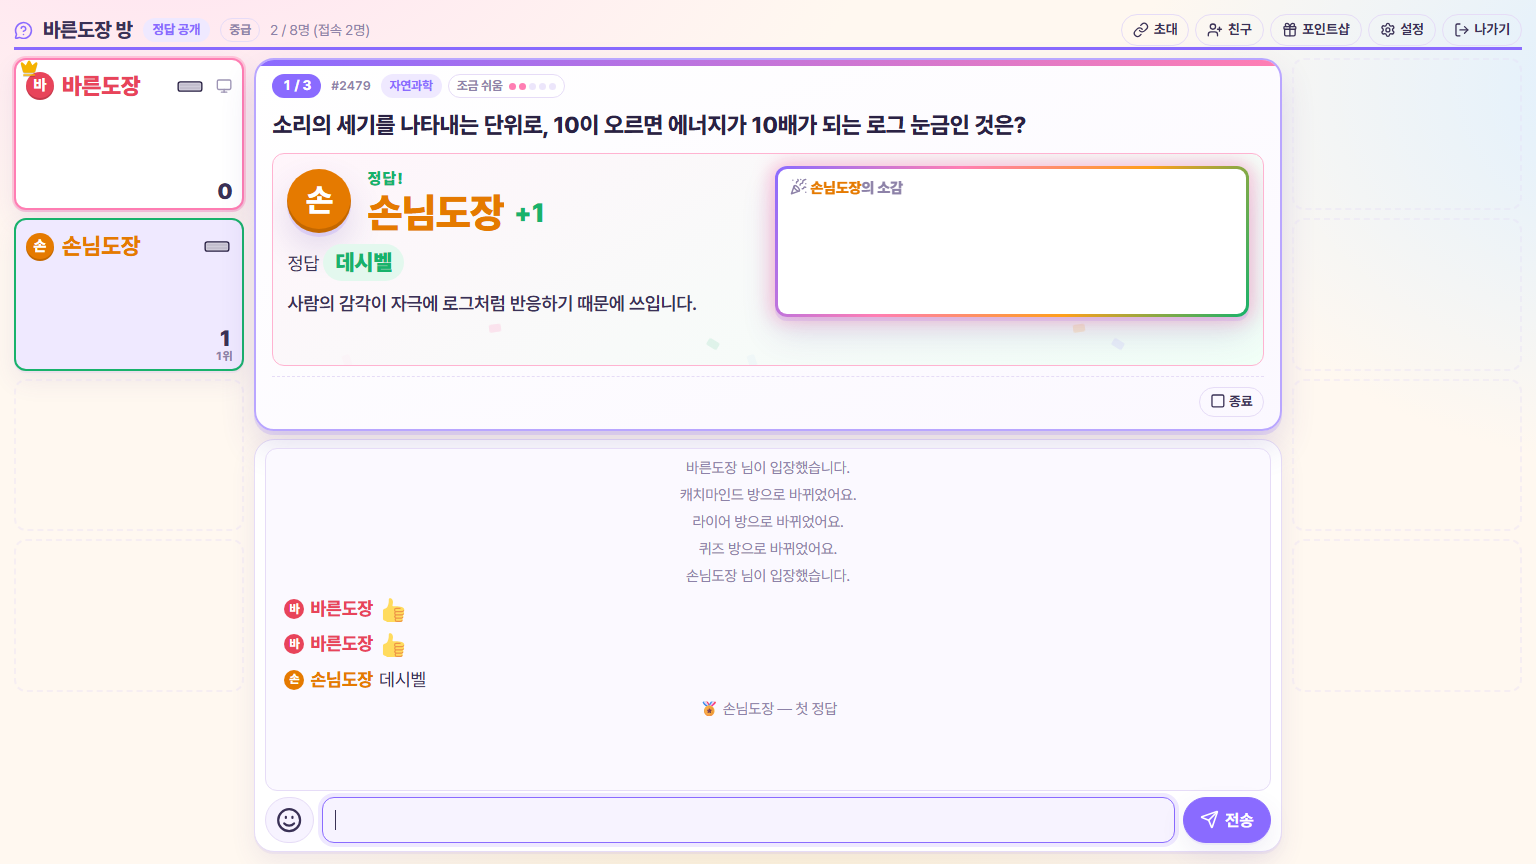 바른도장 방 정답 공개 중급 2 / 8명 (접속 2명) 초대 친구 포인트샵 설정 나가기
바 바른도장
0
손 손님도장
1
1위
1 / 3 #2479 자연과학 조금 쉬움
소리의 세기를 나타내는 단위로, 10이 오르면 에너지가 10배가 되는 로그 눈금인 것은?
손 정답!
손님도장 +1
정답 데시벨
사람의 감각이 자극에 로그처럼 반응하기 때문에 쓰입니다.
손님도장의 소감
종료
바른도장 님이 입장했습니다.
캐치마인드 방으로 바뀌었어요.
라이어 방으로 바뀌었어요.
퀴즈 방으로 바뀌었어요.
손님도장 님이 입장했습니다.
바 바른도장 👍
바 바른도장 👍
손 손님도장 데시벨
🏅 손님도장 — 첫 정답
전송